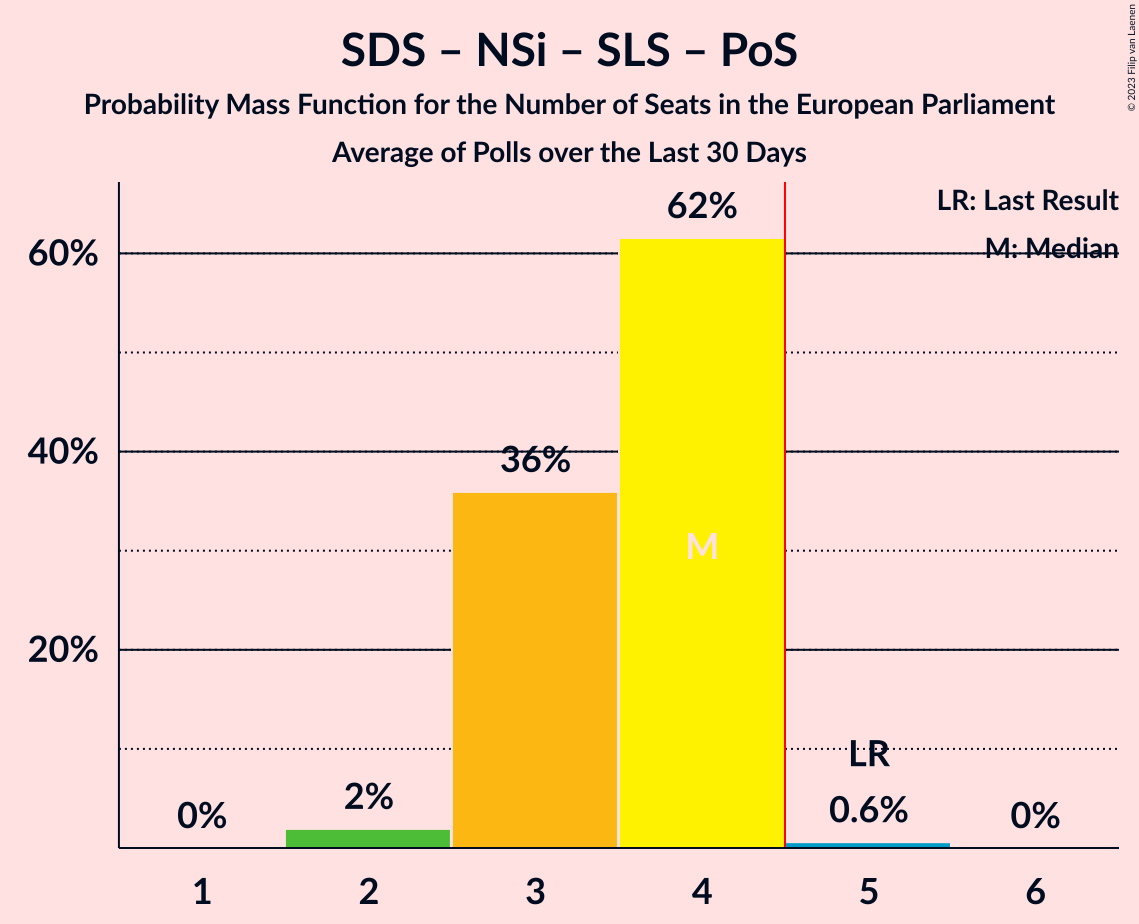 SDS – NSi – SLS – PoS
Probability Mass Function for the Number of Seats in the European Parliament
Average of Polls over the Last 30 Days
© 2023 Filip van Laenen
LR: Last Result
M: Median
60%
40%
20%
0%
2%
36%
62%
M
LR
0.6%
0%
1 2 3 4 5 6